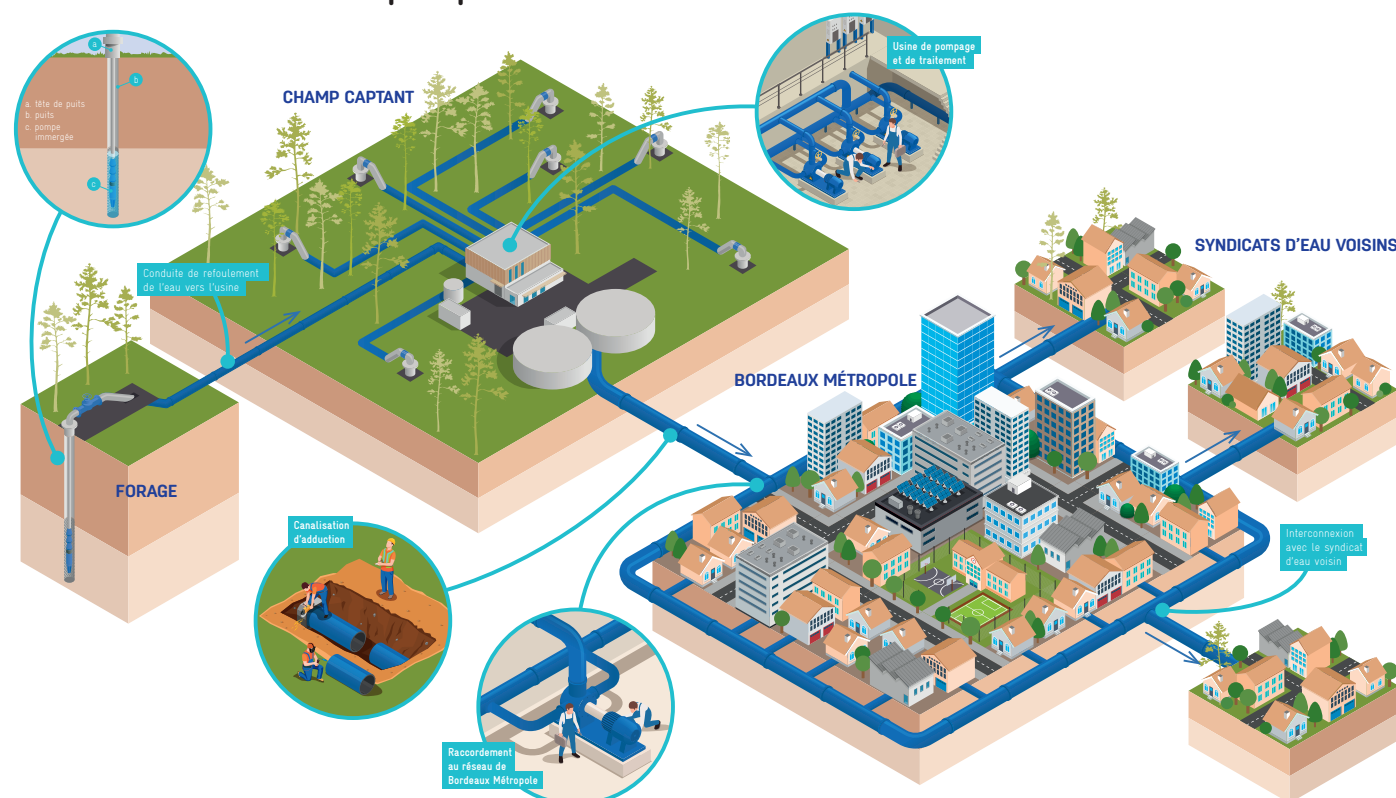 a
b
a. tête de puits
b. puits
c. pompe
immergée
c
CHAMP CAPTANT
Usine de pompage
et de traitement
Conduite de refoulement
de l'eau vers l'usine
SYNDICATS D'EAU VOISINS
BORDEAUX MÉTROPOLE
FORAGE
Canalisation
d'adduction
Interconnexion
avec le syndicat
d'eau voisin
Raccordement
au réseau de
Bordeaux Métropole